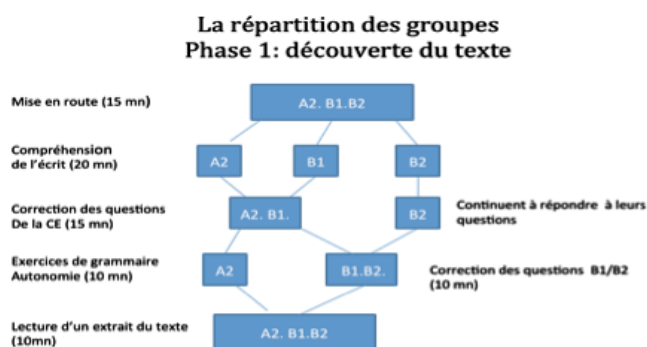 La répartition des groupes
Phase 1: découverte du texte
Mise en route (15 mn)
A2. B1.B2
Compréhension
de l'écrit (20 mn)
A2
B1
B2
Correction des questions
De la CE (15 mn)
A2. B1.
B2
Continuent à répondre à leurs
questions
Exercices de grammaire
Autonomie (10 mn)
A2
B1.B2.
Correction des questions B1/B2
(10 mn)
Lecture d'un extrait du texte
(10mn)
A2. B1.B2